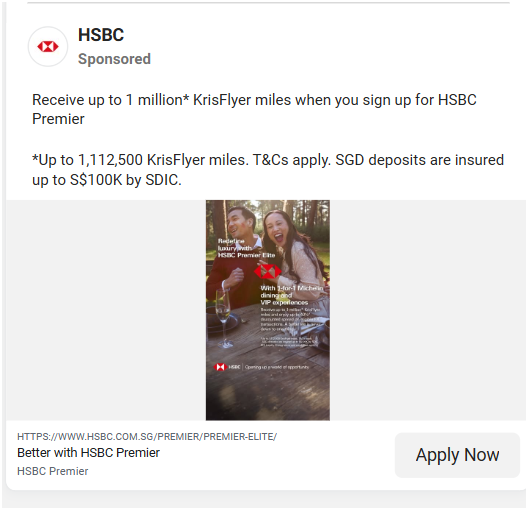 HSBC
Sponsored
Receive up to 1 million* KrisFlyer miles when you sign up for HSBC
Premier
*Up to 1,112,500 KrisFlyer miles. T&Cs apply. SGD deposits are insured
up to S$100K by SDIC.
Redefine
luxury with
HSBC Premier Elite
With 1-for-1 Michelin
dining and
VIP experiences
HSBC
Opening up a world of opportunity
HTTPS://WWW.HSBC.COM.SG/PREMIER/PREMIER-ELITE/
Better with HSBC Premier
HSBC Premier
Apply Now